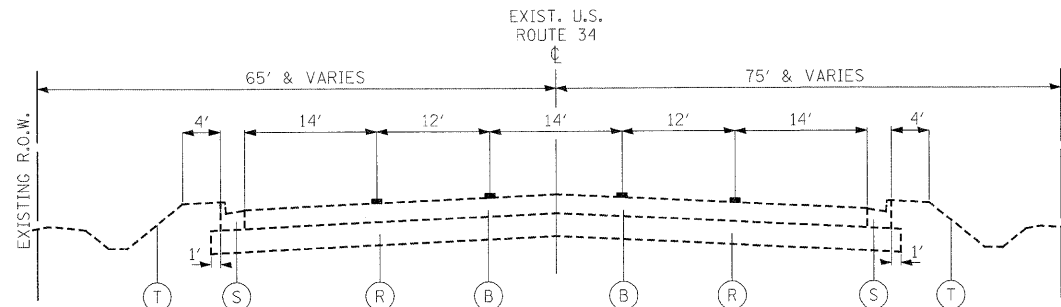 EXIST. U.S.
ROUTE 34
℄
65' & VARIES
75' & VARIES
EXISTING R.O.W.
4'
14'
12'
14'
12'
14'
4'
1'
1'
T
S
R
B
B
R
S
T